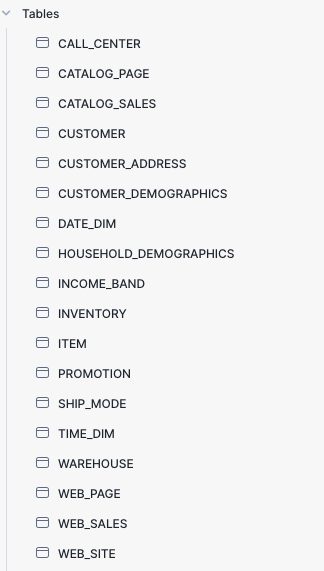 Tables
CALL_CENTER
CATALOG_PAGE
CATALOG_SALES
CUSTOMER
CUSTOMER_ADDRESS
CUSTOMER_DEMOGRAPHICS
DATE_DIM
HOUSEHOLD_DEMOGRAPHICS
INCOME_BAND
INVENTORY
ITEM
PROMOTION
SHIP_MODE
TIME_DIM
WAREHOUSE
WEB_PAGE
WEB_SALES
WEB_SITE